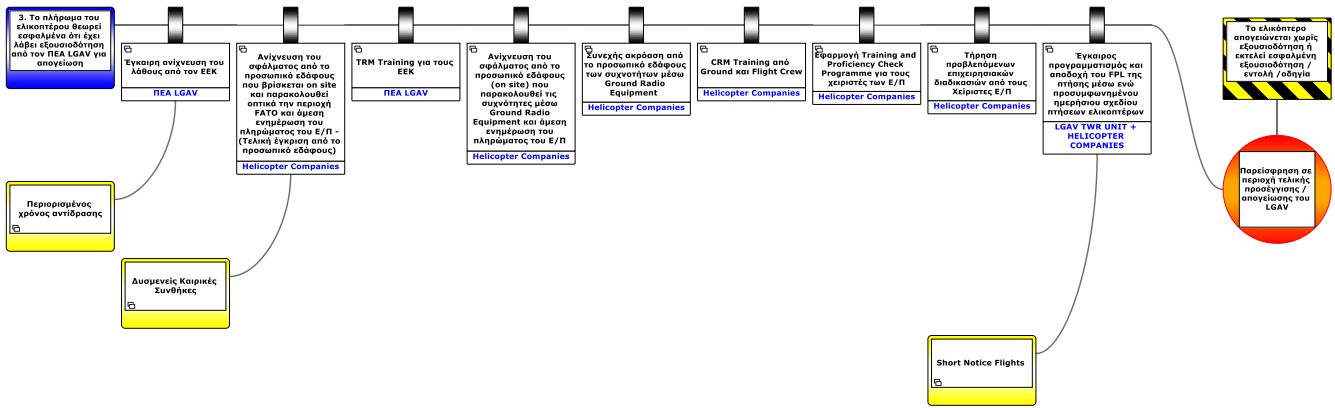 3. Το πλήρωμα του
ελικοπτέρου θεωρεί
εσφαλμένα ότι έχει
λάβει εξουσιοδότηση
από τον ΠΕΑ LGAV για
απογείωση
Έγκαιρη ανίχνευση του
λάθους από τον ΕΕΚ
ΠΕΑ LGAV
Ανίχνευση του
σφάλματος από το
προσωπικό εδάφους
που βρίσκεται on site
και παρακολουθεί
οπτικά την περιοχή
FATO και άμεση
ενημέρωση του
πληρώματος του Ε/Π –
(Τελική έγκριση από το
προσωπικό εδάφους)
Helicopter Companies
TRM Training για τους
ΕΕΚ
ΠΕΑ LGAV
Ανίχνευση του
σφάλματος από το
προσωπικό εδάφους
(on site) που
παρακολουθεί τις
συχνότητες μέσω
Ground Radio
Equipment και άμεση
ενημέρωση του
πληρώματος του Ε/Π
Helicopter Companies
Συνεχής ακρόαση από
το προσωπικό εδάφους
των συχνοτήτων μέσω
Ground Radio
Equipment
Helicopter Companies
CRM Training από
Ground και Flight Crew
Helicopter Companies
Εφαρμογή Training and
Proficiency Check
Programme για τους
χειριστές των Ε/Π
Helicopter Companies
Τήρηση
προβλεπόμενων
επιχειρησιακών
διαδικασιών από τους
Χείριστες Ε/Π
Helicopter Companies
Έγκαιρος
προγραμματισμός και
αποδοχή του FPL της
πτήσης μέσω ενώ
προσυμφωνημένου
ημερήσιου σχεδίου
πτήσεων ελικοπτέρων
LGAV TWR UNIT +
HELICOPTER
COMPANIES
Το ελικόπτερο
απογειώνεται χωρίς
εξουσιοδότηση ή
εκτελεί εσφαλμένη
εξουσιοδότηση /
εντολή /οδηγία
Παρείσφρηση σε
περιοχή τελικής
προσέγγισης /
απογείωσης του
LGAV
Περιορισμένος
χρόνος αντίδρασης
Δυσμενείς Καιρικές
Συνθήκες
Short Notice Flights